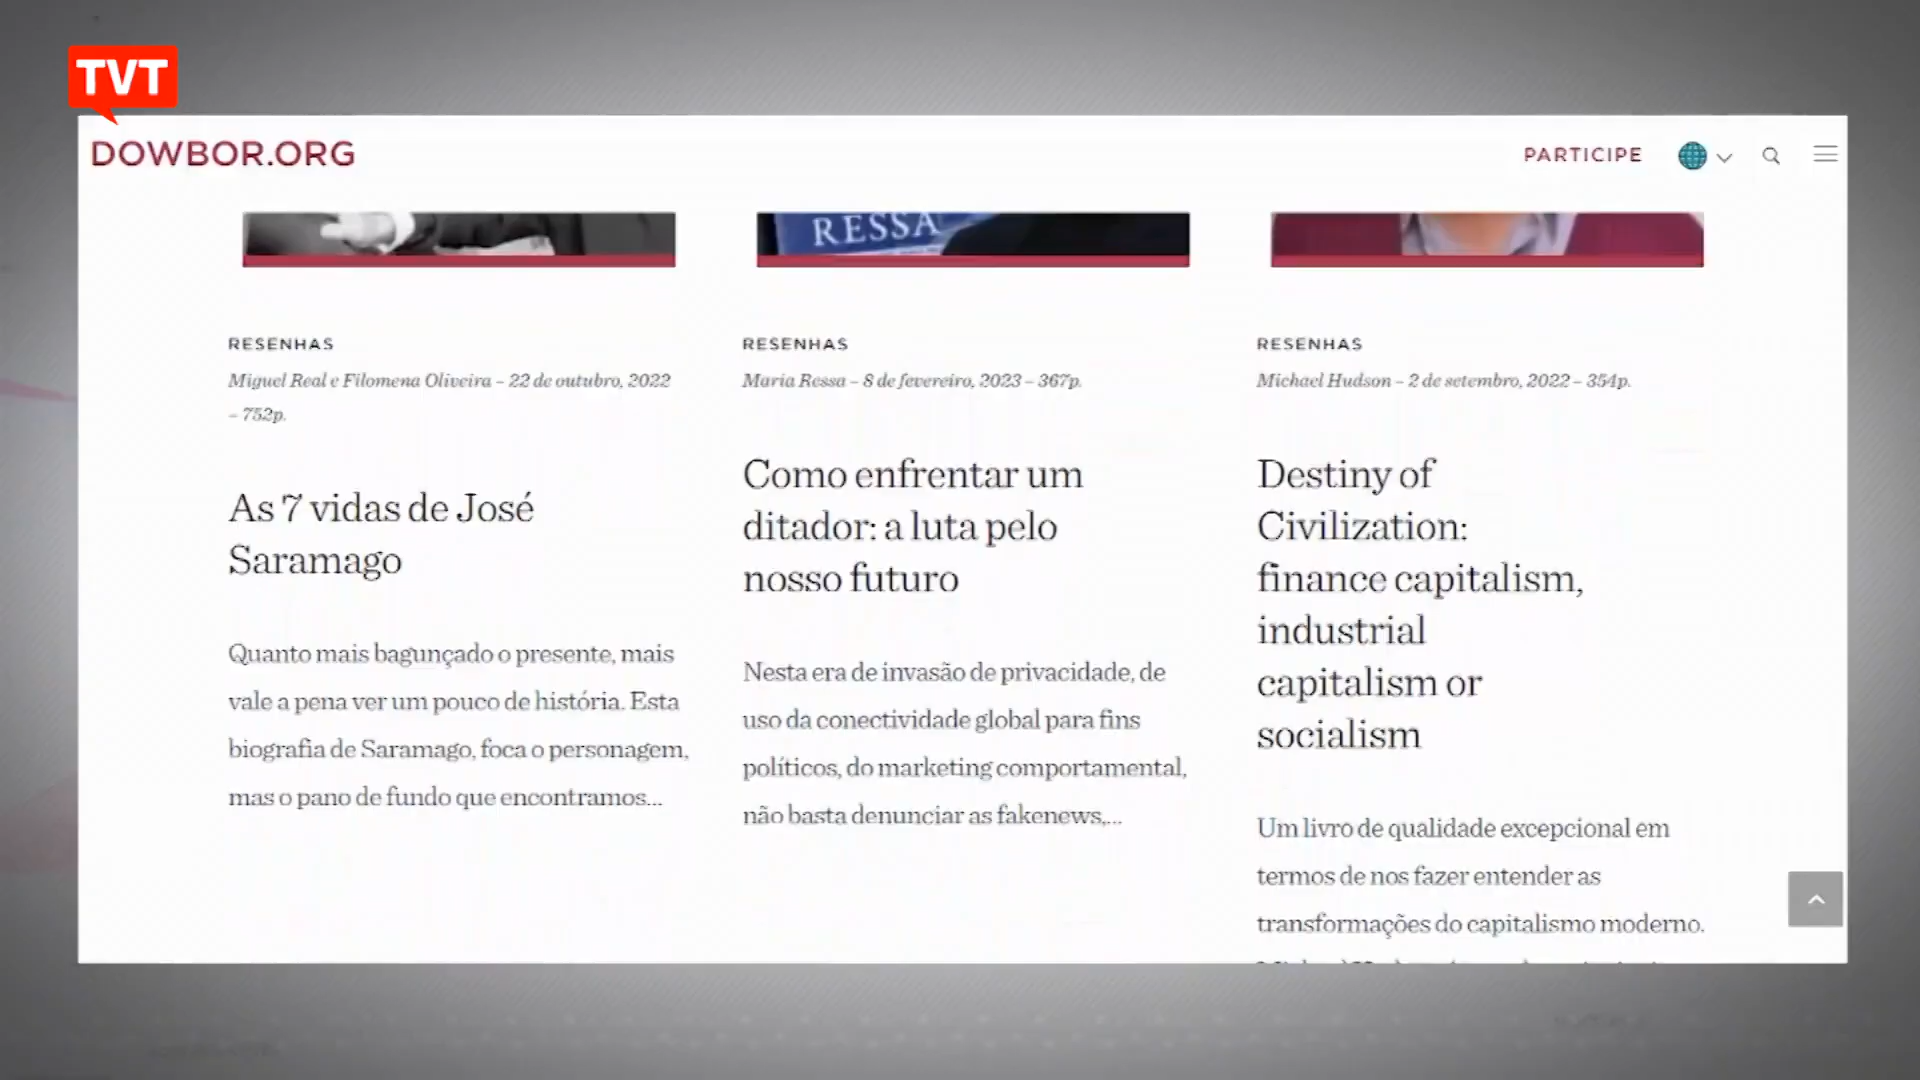 TVT
DOWBOR.ORG
PARTICIPE
RESSA
RESENHAS
Miguel Real e Filomena Oliveira – 22 de outubro, 2022
– 752p.
As 7 vidas de José
Saramago
Quanto mais bagunçado o presente, mais
vale a pena ver um pouco de história. Esta
biografia de Saramago, foca o personagem,
mas o pano de fundo que encontramos...
RESENHAS
Maria Ressa – 8 de fevereiro, 2023 – 367p.
Como enfrentar um
ditador: a luta pelo
nosso futuro
Nesta era de invasão de privacidade, de
uso da conectividade global para fins
políticos, do marketing comportamental,
não basta denunciar as fakenews,...
RESENHAS
Michael Hudson – 2 de setembro, 2022 – 354p.
Destiny of
Civilization:
finance capitalism,
industrial
capitalism or
socialism
Um livro de qualidade excepcional em
termos de nos fazer entender as
transformações do capitalismo moderno.